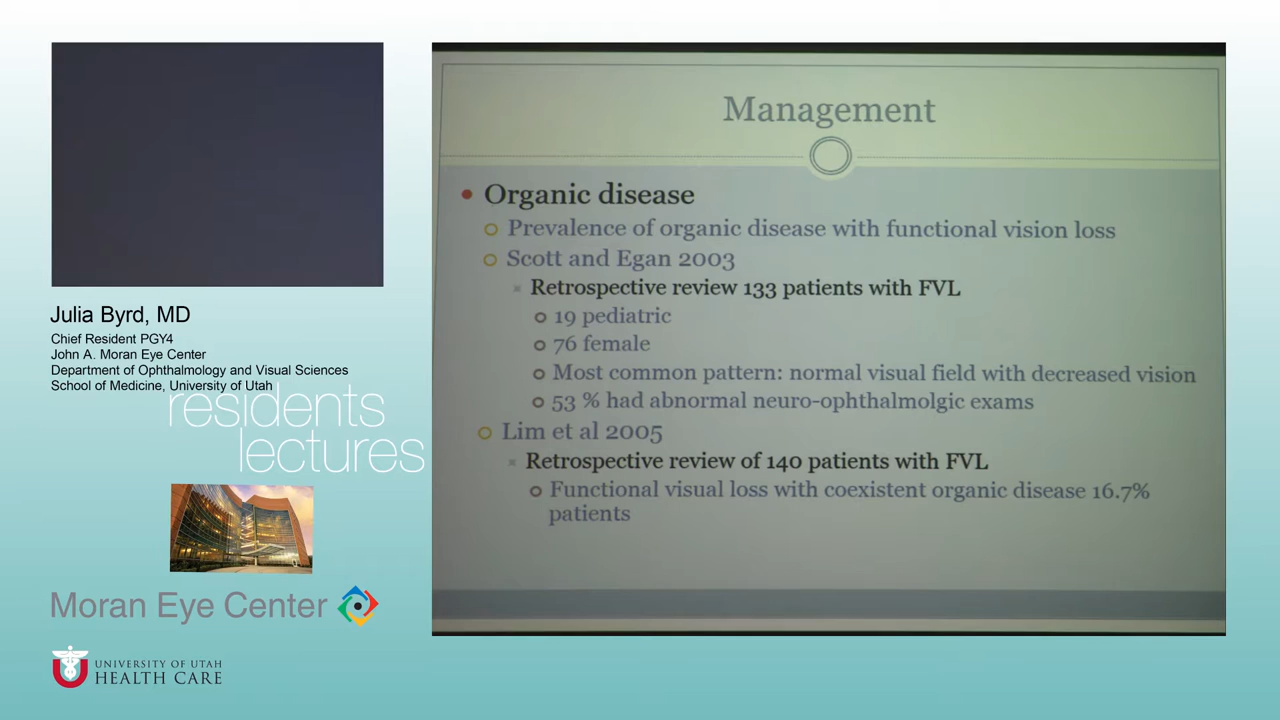 Management
• Organic disease
Prevalence of organic disease with functional vision loss
Scott and Egan 2003
Retrospective review 133 patients with FVL
19 pediatric
76 female
Most common pattern: normal visual field with decreased vision
53 % had abnormal neuro-ophthalmolgic exams
Lim et al 2005
Retrospective review of 140 patients with FVL
Functional visual loss with coexistent organic disease 16.7%
patients
Julia Byrd, MD
Chief Resident PGY4
John A. Moran Eye Center
Department of Ophthalmology and Visual Sciences
School of Medicine, University of Utah
residents
lectures
Moran Eye Center
U
UNIVERSITY OF UTAH
HEALTH CARE